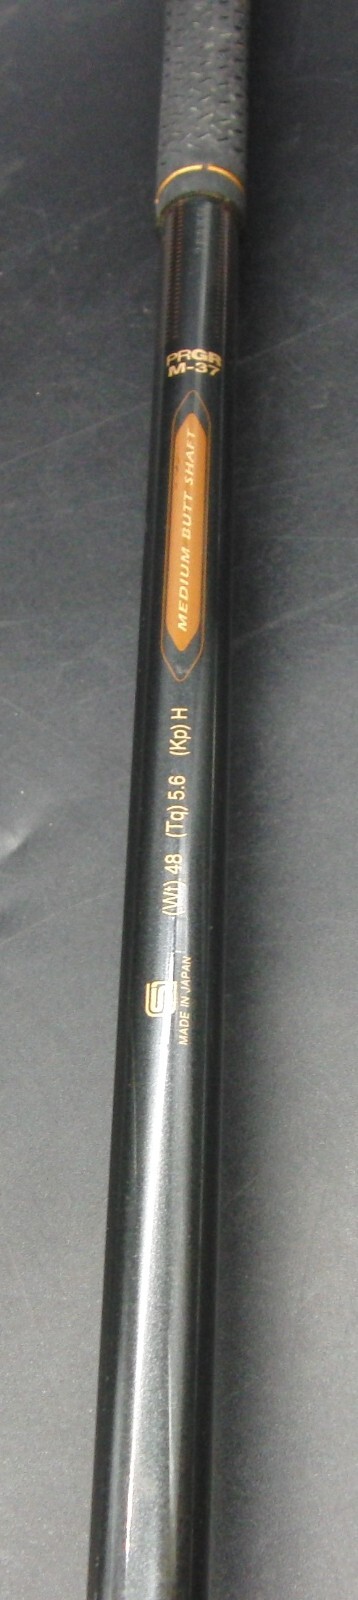 PRGR
M-37
MEDIUM BUTT SHAFT
(Wt) 48 (Tq) 5.6 (Kp) H
MADE IN JAPAN